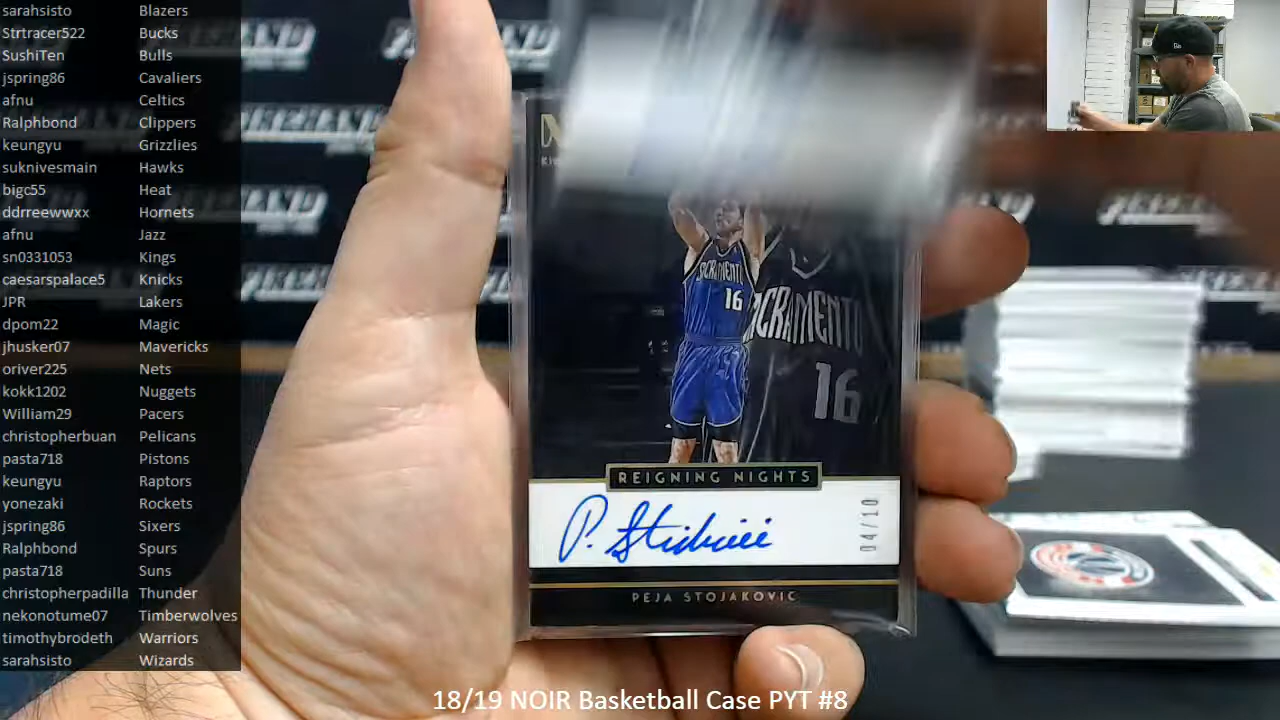 sarahsisto Blazers
Strtracer522 Bucks
SushiTen Bulls
jspring86 Cavaliers
afnu Celtics
Ralphbond Clippers
keungyu Grizzlies
suknivesmain Hawks
bigc55 Heat
ddrreewwxx Hornets
afnu Jazz
sn0331053 Kings
caesarspalace5 Knicks
JPR Lakers
dpom22 Magic
jhusker07 Mavericks
oriver225 Nets
kokk1202 Nuggets
William29 Pacers
christopherbuan Pelicans
pasta718 Pistons
keungyu Raptors
yonezaki Rockets
jspring86 Sixers
Ralphbond Spurs
pasta718 Suns
christopherpadilla Thunder
nekonotume07 Timberwolves
timothybrodeth Warriors
sarahsisto Wizards
SACRAMENTO
16
16
REIGNING NIGHTS
04/10
PEJA STOJAKOVIC
18/19 NOIR Basketball Case PYT #8